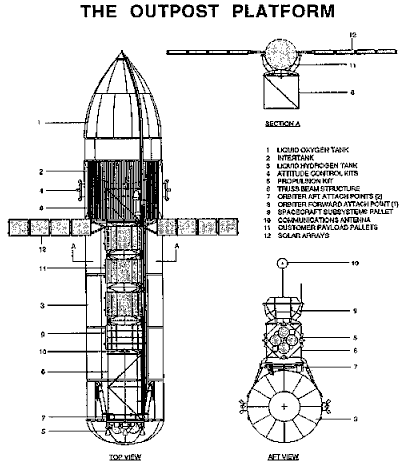 THE OUTPOST PLATFORM
12
11
6
SECTION A
1 LIQUID OXYGEN TANK
2 INTERTANK
3 LIQUID HYDROGEN TANK
4 ATTITUDE CONTROL KITS
5 PROPULSION KIT
6 TRUSS BEAM STRUCTURE
7 ORBITER AFT ATTACH POINTS (2)
8 ORBITER FORWARD ATTACH POINT (1)
9 SPACECRAFT SUBSYSTEMS PALLET
10 COMMUNICATIONS ANTENNA
11 CUSTOMER PAYLOAD PALLETS
12 SOLAR ARRAYS
1
2
4
12
A
A
11
3
9
10
6
7
5
TOP VIEW
10
9
5
6
7
3
AFT VIEW